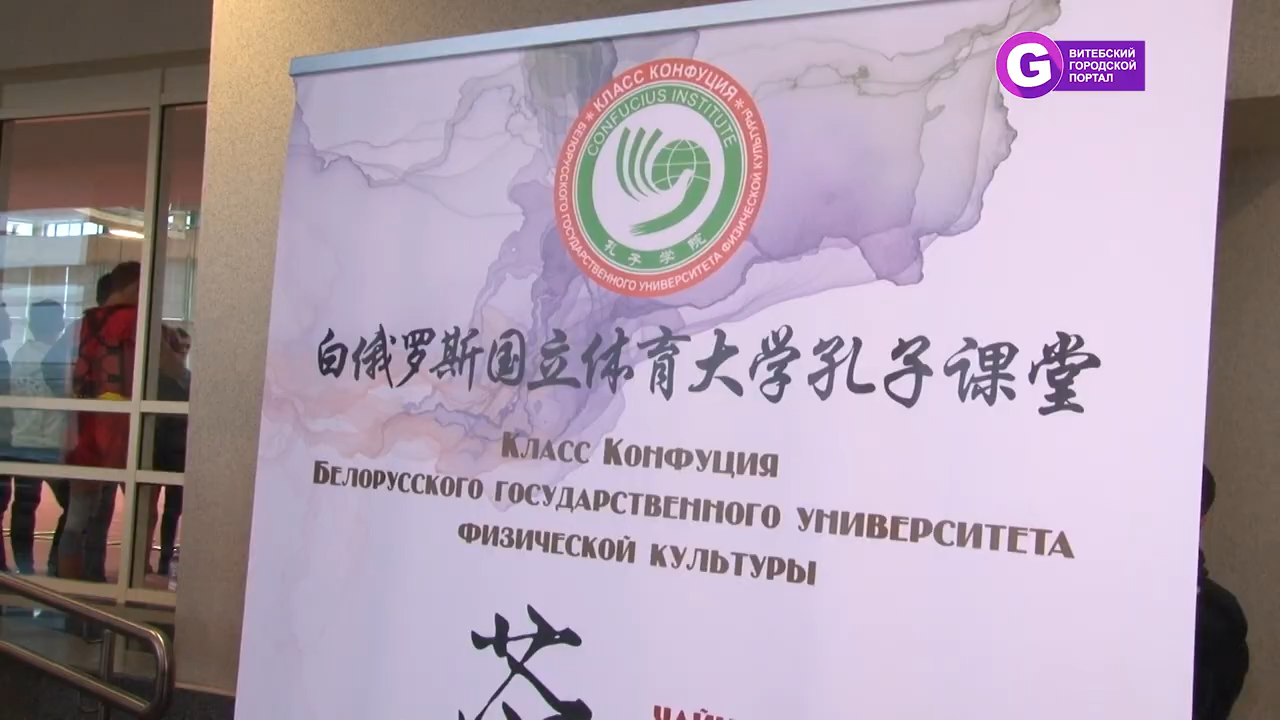 ВИТЕБСКИЙ
ГОРОДСКОЙ
ПОРТАЛ
G
* КЛАСС КОНФУЦИЯ *
БЕЛОРУССКОГО ГОСУДАРСТВЕННОГО УНИВЕРСИТЕТА ФИЗИЧЕСКОЙ КУЛЬТУРЫ
CONFUCIUS INSTITUTE
孔子学院
白俄罗斯国立体育大学孔子课堂
КЛАСС КОНФУЦИЯ
БЕЛОРУССКОГО ГОСУДАРСТВЕННОГО УНИВЕРСИТЕТА
ФИЗИЧЕСКОЙ КУЛЬТУРЫ